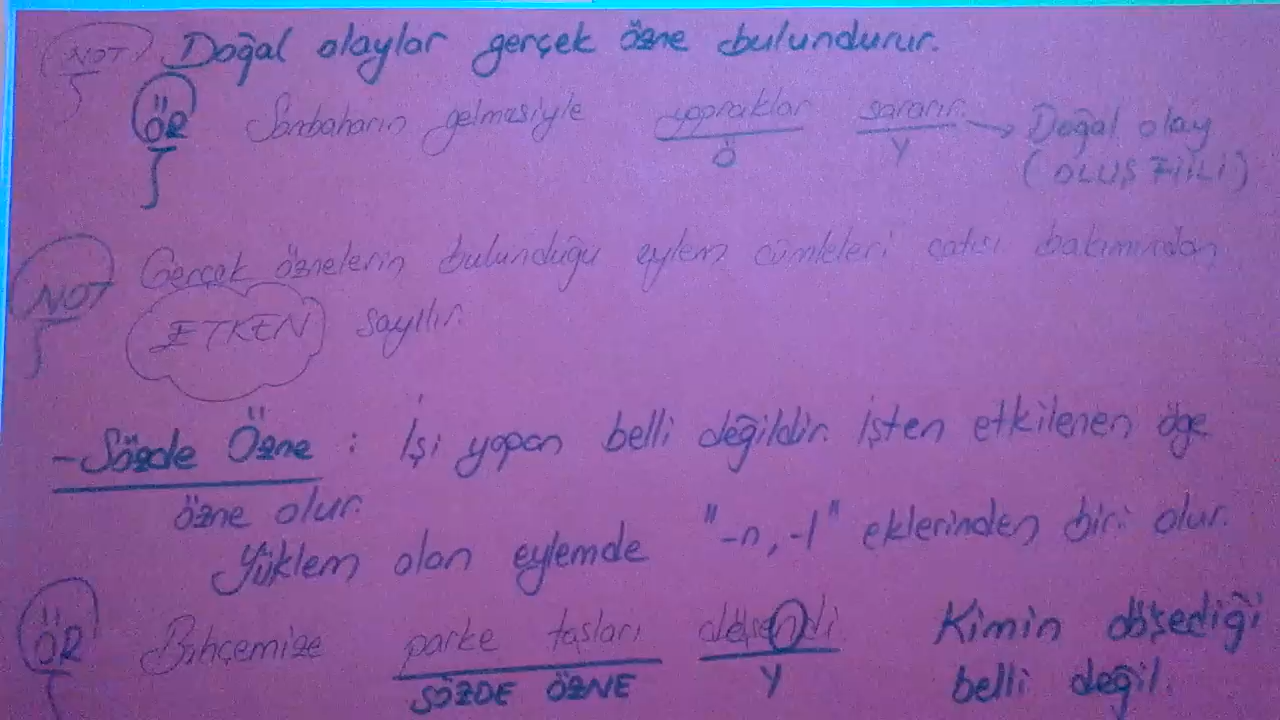 NOT Doğal olaylar gerçek özne bulundurur.
ÖR Sonbaharın gelmesiyle yapraklar sararır. → Doğal olay
Ö Y (OLUŞ FİİLİ)
NOT Gerçek öznelerin bulunduğu eylem cümleleri çatısı bakımından
ETKEN sayılır.
- Sözde Özne : İşi yapan belli değildir. İşten etkilenen öge
özne olur.
Yüklem olan eylemde "-n, -l" eklerinden biri olur.
ÖR Bahçemize parke taşları döşendi Kimin döşediği
SÖZDE ÖZNE Y belli değil.